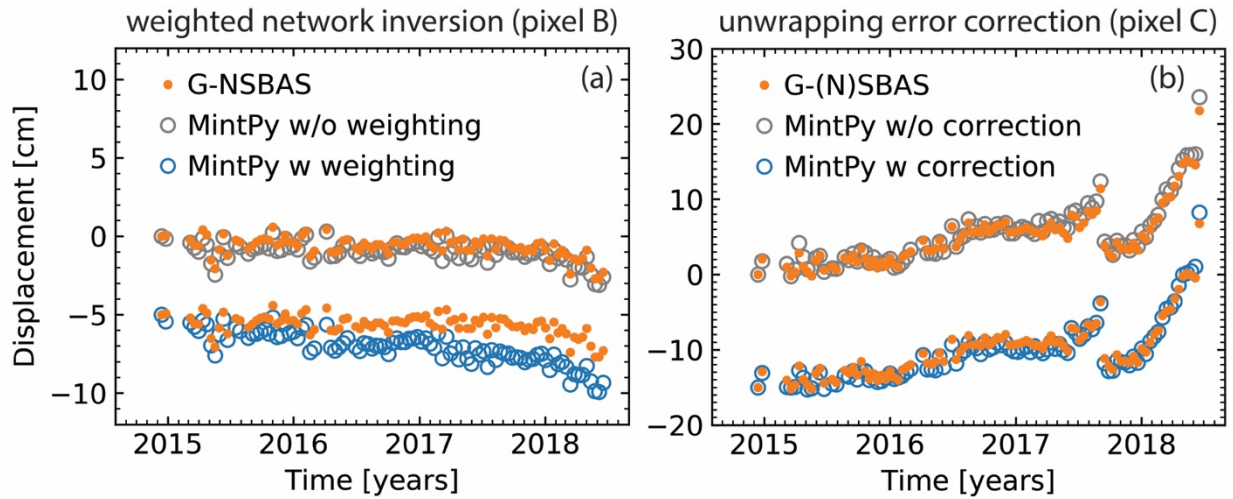 weighted network inversion (pixel B)
unwrapping error correction (pixel C)
(a)
G-NSBAS
MintPy w/o weighting
MintPy w weighting
Displacement [cm]
10
5
0
−5
−10
2015 2016 2017 2018
Time [years]
(b)
G-(N)SBAS
MintPy w/o correction
MintPy w correction
30
20
10
0
−10
−20
2015 2016 2017 2018
Time [years]